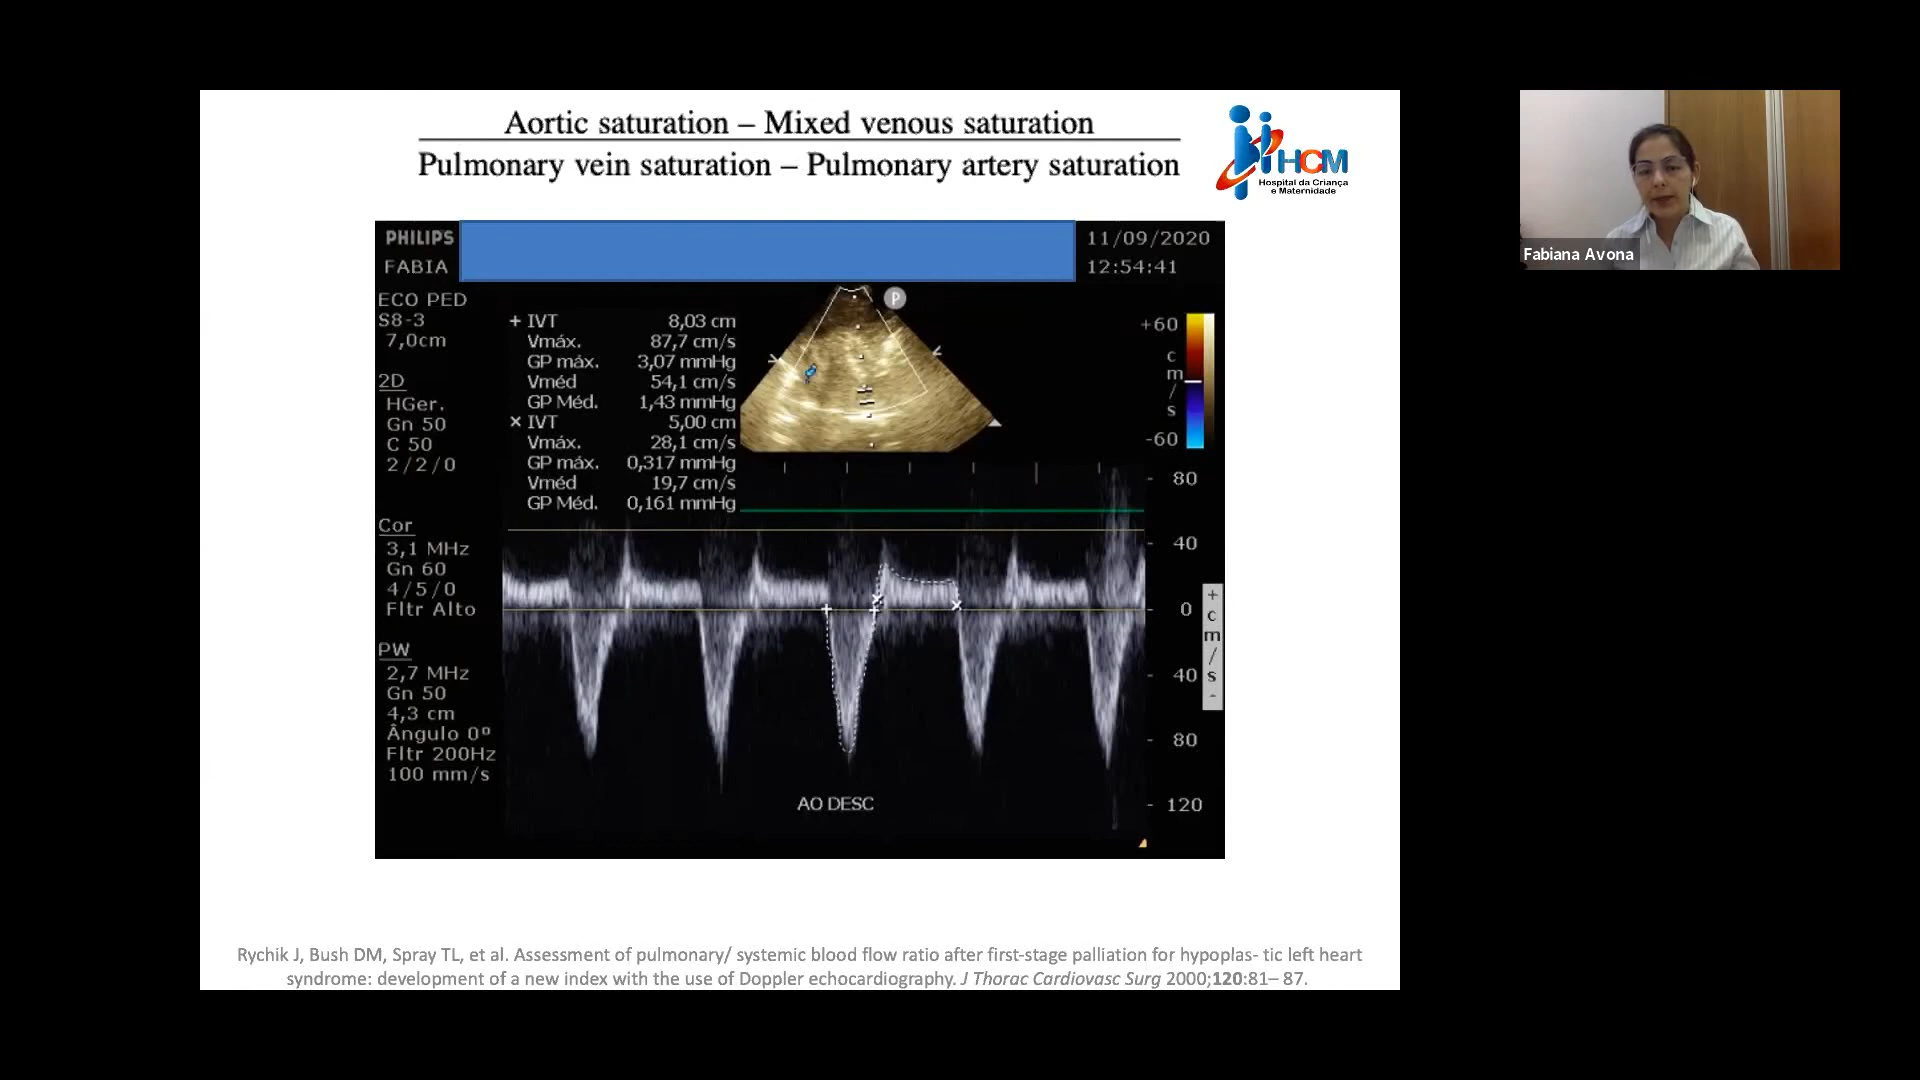 Aortic saturation – Mixed venous saturation
Pulmonary vein saturation – Pulmonary artery saturation
HCM
Hospital da Criança
e Maternidade
Fabiana Avona
PHILIPS
FABIA
11/09/2020
12:54:41
ECO PED
S8-3
7,0cm
2D
HGer.
Gn 50
C 50
2/2/0
Cor
3,1 MHz
Gn 60
4/5/0
Fltr Alto
PW
2,7 MHz
Gn 50
4,3 cm
Ângulo 0º
Fltr 200Hz
100 mm/s
+ IVT 8,03 cm
Vmáx. 87,7 cm/s
GP máx. 3,07 mmHg
Vméd 54,1 cm/s
GP Méd. 1,43 mmHg
× IVT 5,00 cm
Vmáx. 28,1 cm/s
GP máx. 0,317 mmHg
Vméd 19,7 cm/s
GP Méd. 0,161 mmHg
P
+60
cm/s
-60
80
40
0
40
80
120
+
cm/s
-
AO DESC
Rychik J, Bush DM, Spray TL, et al. Assessment of pulmonary/ systemic blood flow ratio after first-stage palliation for hypoplas- tic left heart
syndrome: development of a new index with the use of Doppler echocardiography. J Thorac Cardiovasc Surg 2000;120:81– 87.